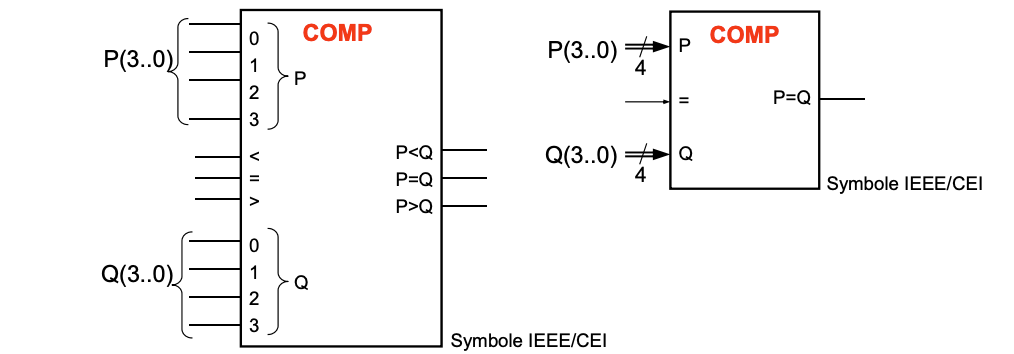 COMP
P(3..0)
0
1
2
3
P
<
=
>
P<Q
P=Q
P>Q
Q(3..0)
0
1
2
3
Q
Symbole IEEE/CEI
COMP
P(3..0)
4
P
=
P=Q
Q(3..0)
4
Q
Symbole IEEE/CEI